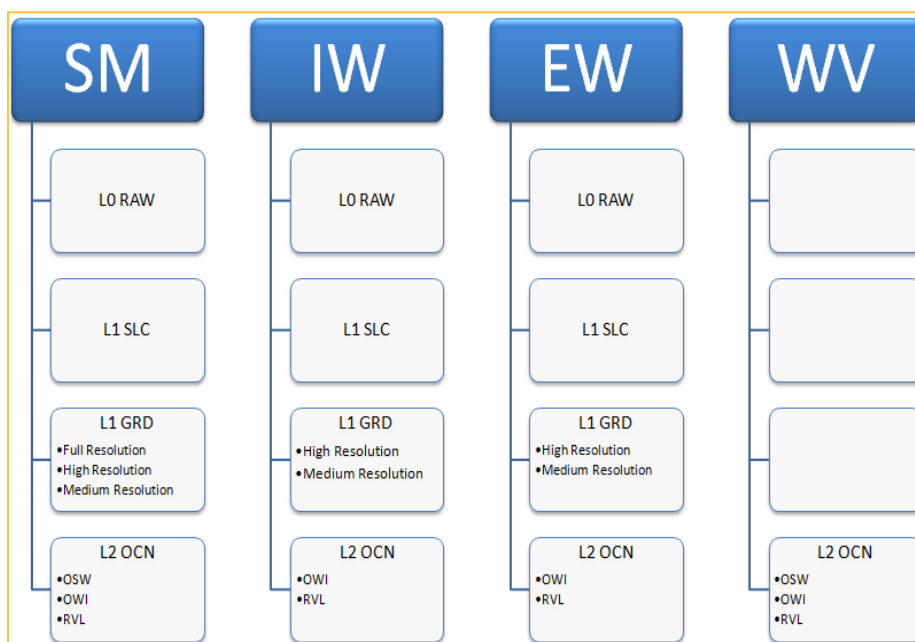 SM
L0 RAW
L1 SLC
L1 GRD
•Full Resolution
•High Resolution
•Medium Resolution
L2 OCN
•OSW
•OWI
•RVL
IW
L0 RAW
L1 SLC
L1 GRD
•High Resolution
•Medium Resolution
L2 OCN
•OWI
•RVL
EW
L0 RAW
L1 SLC
L1 GRD
•High Resolution
•Medium Resolution
L2 OCN
•OWI
•RVL
WV
L2 OCN
•OSW
•OWI
•RVL